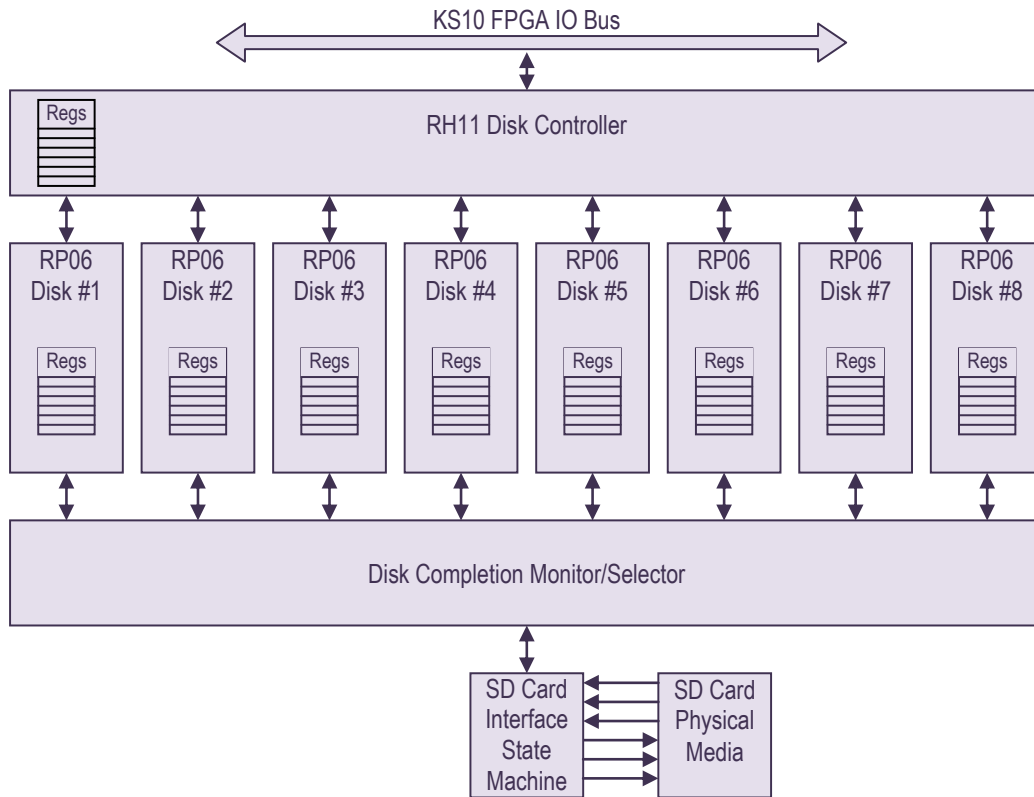 KS10 FPGA IO Bus
Regs
RH11 Disk Controller
RP06
Disk #1
RP06
Disk #2
RP06
Disk #3
RP06
Disk #4
RP06
Disk #5
RP06
Disk #6
RP06
Disk #7
RP06
Disk #8
Regs
Regs
Regs
Regs
Regs
Regs
Regs
Regs
Disk Completion Monitor/Selector
SD Card
Interface
State
Machine
SD Card
Physical
Media